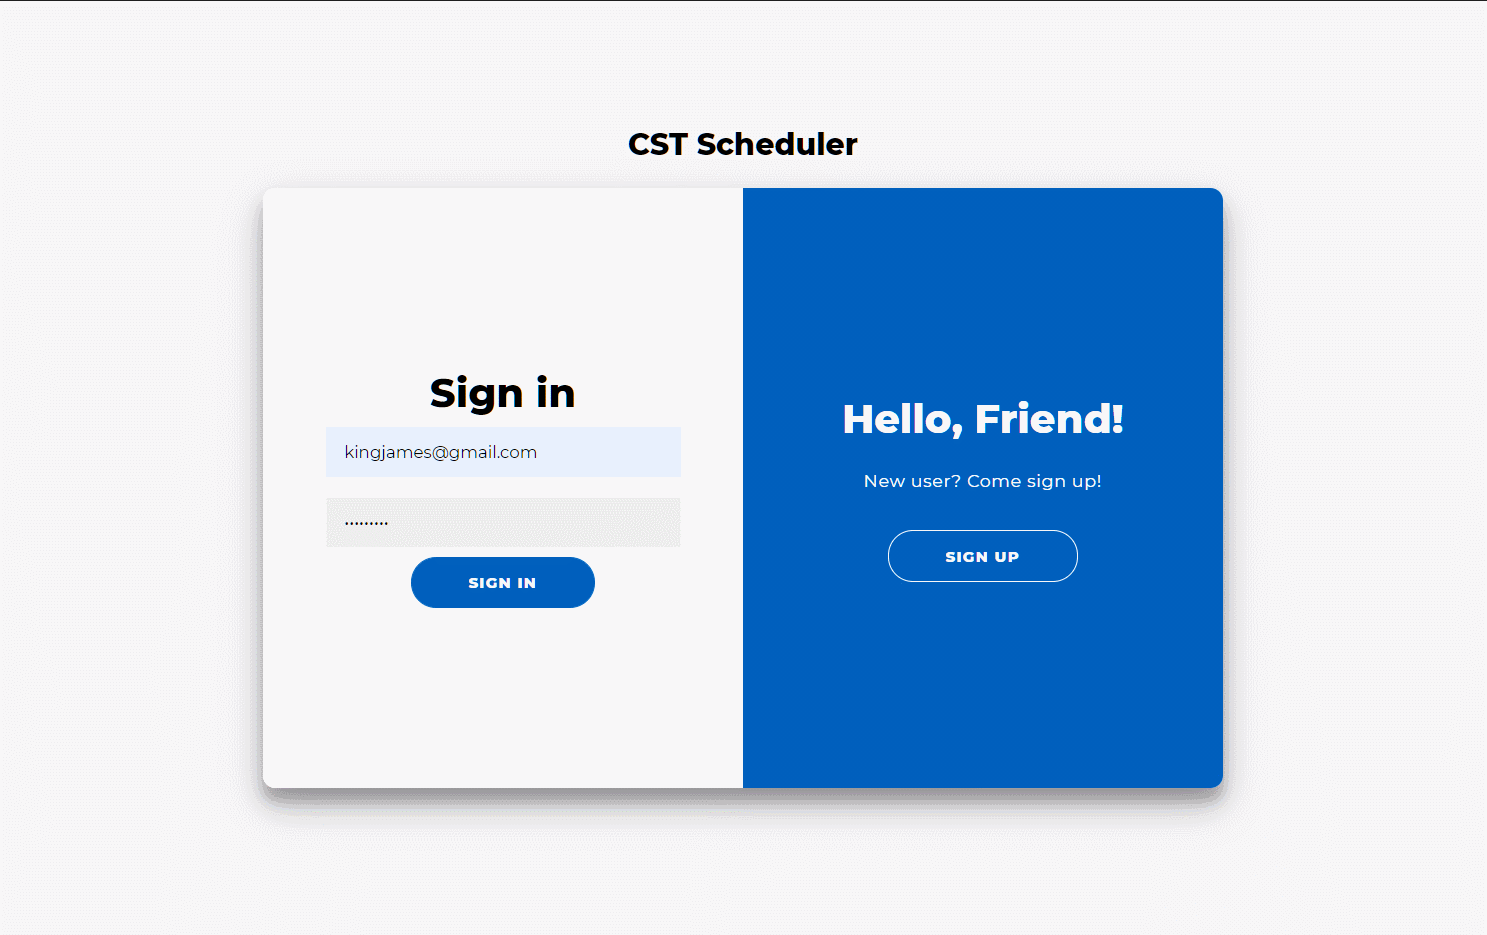 CST Scheduler
Sign in
kingjames@gmail.com
•••••••••
SIGN IN
Hello, Friend!
New user? Come sign up!
SIGN UP